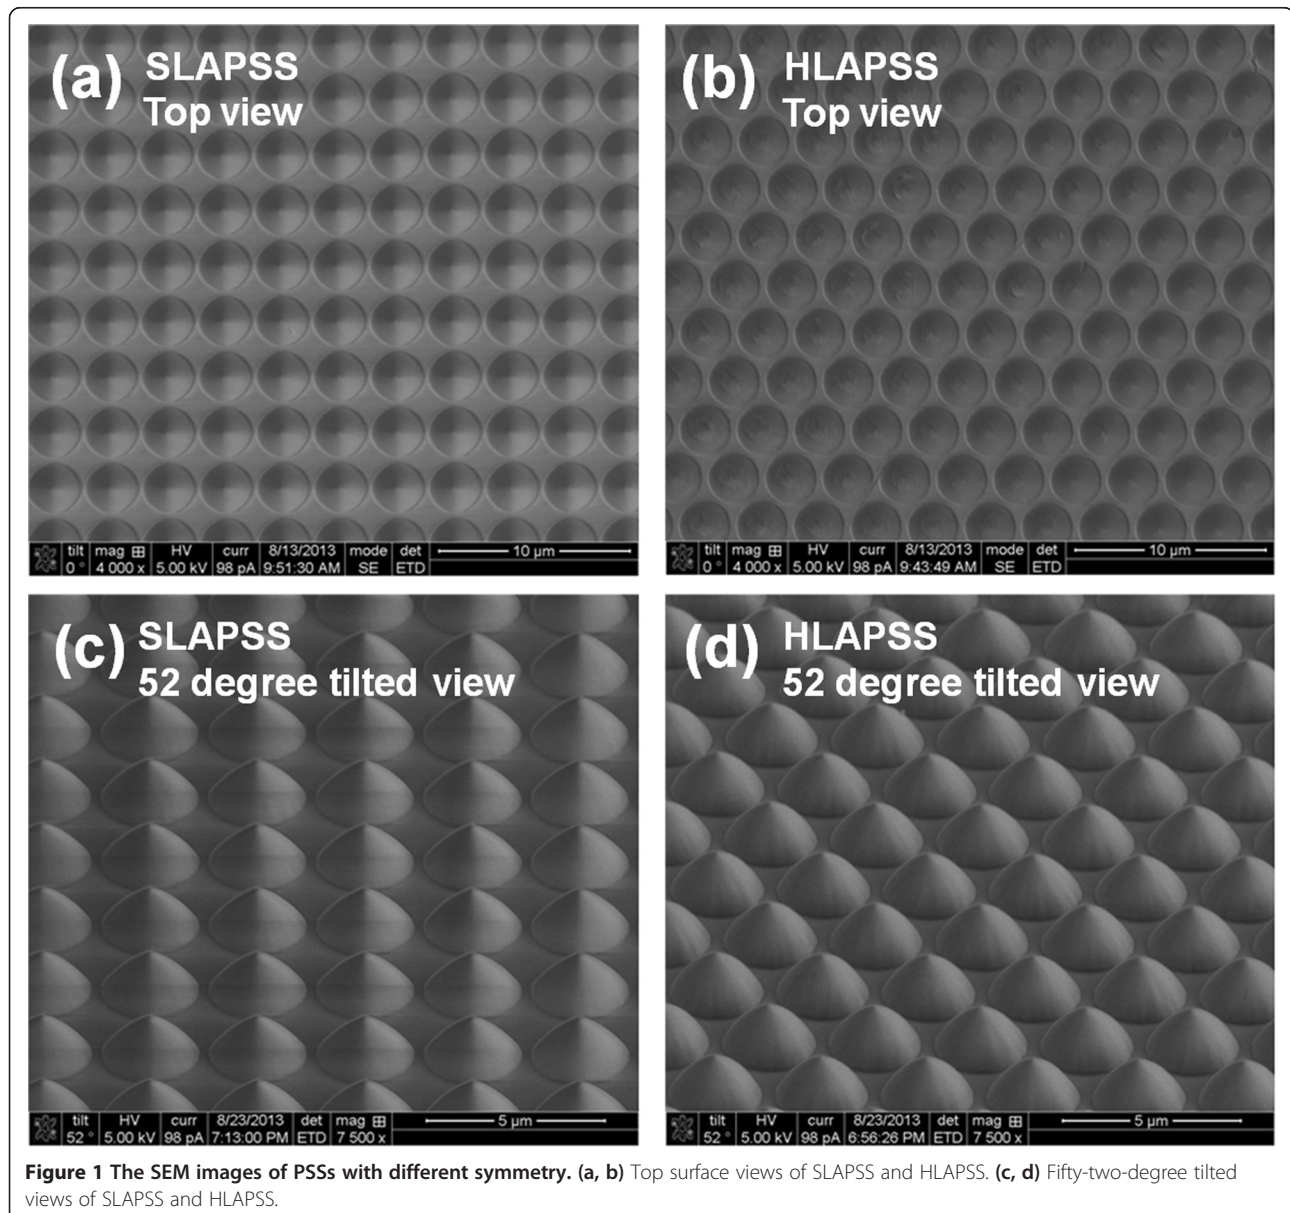 (a) SLAPSS
Top view
tilt mag HV curr 8/13/2013 mode det 10 µm
0 ° 4 000 x 5.00 kV 98 pA 9:51:30 AM SE ETD
(b) HLAPSS
Top view
tilt mag HV curr 8/13/2013 mode det 10 µm
0 ° 4 000 x 5.00 kV 98 pA 9:43:49 AM SE ETD
(c) SLAPSS
52 degree tilted view
tilt HV curr 8/23/2013 det mag 5 µm
52 ° 5.00 kV 98 pA 7:13:00 PM ETD 7 500 x
(d) HLAPSS
52 degree tilted view
tilt HV curr 8/23/2013 det mag 5 µm
52 ° 5.00 kV 98 pA 6:56:26 PM ETD 7 500 x
Figure 1 The SEM images of PSSs with different symmetry. (a, b) Top surface views of SLAPSS and HLAPSS. (c, d) Fifty-two-degree tilted
views of SLAPSS and HLAPSS.